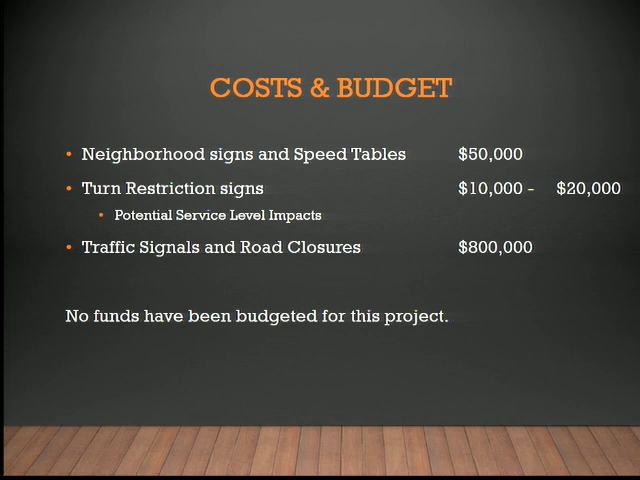 COSTS & BUDGET
• Neighborhood signs and Speed Tables $50,000
• Turn Restriction signs $10,000 - $20,000
• Potential Service Level Impacts
• Traffic Signals and Road Closures $800,000
No funds have been budgeted for this project.